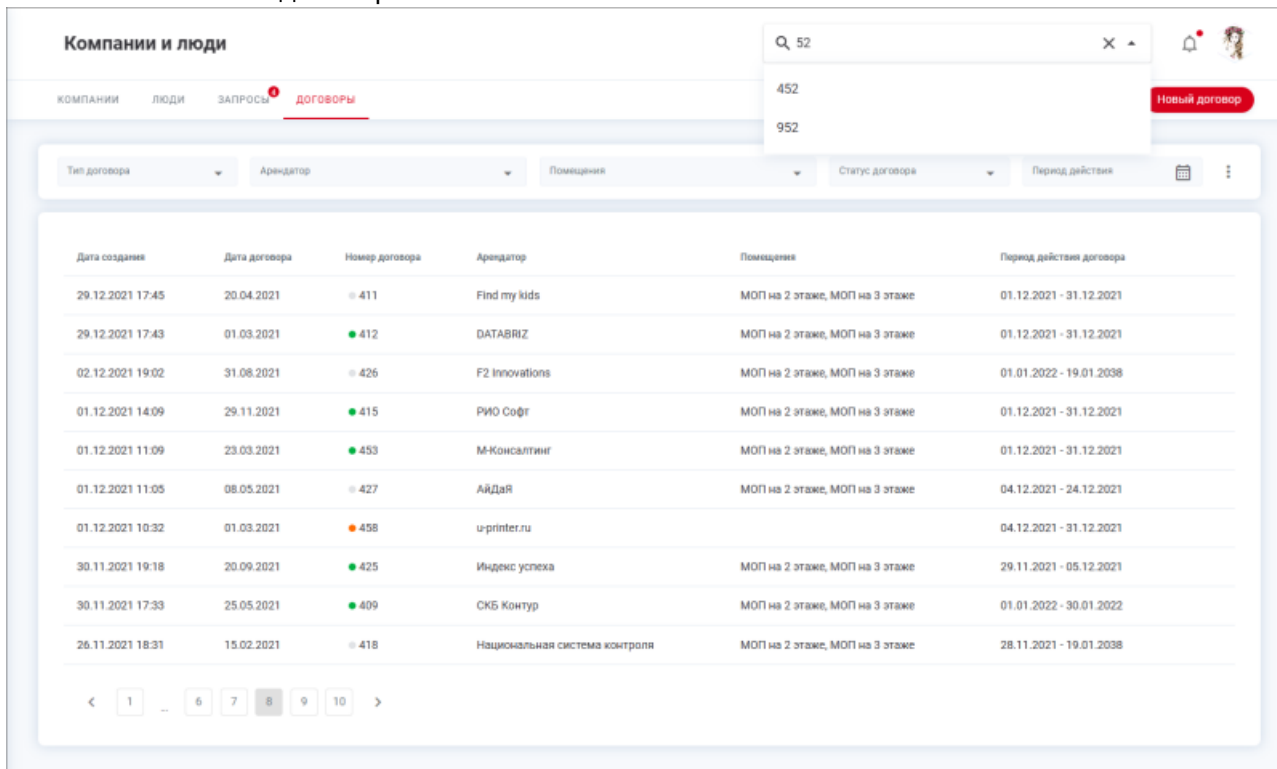 Компании и люди
52
452
952
КОМПАНИИ ЛЮДИ ЗАПРОСЫ 4 ДОГОВОРЫ
Новый договор
Тип договора Арендатор Помещения Статус договора Период действия
Дата создания Дата договора Номер договора Арендатор Помещения Период действия договора
29.12.2021 17:45 20.04.2021 411 Find my kids МОП на 2 этаже, МОП на 3 этаже 01.12.2021 - 31.12.2021
29.12.2021 17:43 01.03.2021 412 DATABRIZ МОП на 2 этаже, МОП на 3 этаже 01.12.2021 - 31.12.2021
02.12.2021 19:02 31.08.2021 426 F2 Innovations МОП на 2 этаже, МОП на 3 этаже 01.01.2022 - 19.01.2038
01.12.2021 14:09 29.11.2021 415 РИО Софт МОП на 2 этаже, МОП на 3 этаже 01.12.2021 - 31.12.2021
01.12.2021 11:09 23.03.2021 453 М-Консалтинг МОП на 2 этаже, МОП на 3 этаже 01.12.2021 - 31.12.2021
01.12.2021 11:05 08.05.2021 427 АйДаЯ МОП на 2 этаже, МОП на 3 этаже 04.12.2021 - 24.12.2021
01.12.2021 10:32 01.03.2021 458 u-printer.ru 04.12.2021 - 31.12.2021
30.11.2021 19:18 20.09.2021 425 Индекс успеха МОП на 2 этаже, МОП на 3 этаже 29.11.2021 - 05.12.2021
30.11.2021 17:33 25.05.2021 409 СКБ Контур МОП на 2 этаже, МОП на 3 этаже 01.01.2022 - 30.01.2022
26.11.2021 18:31 15.02.2021 418 Национальная система контроля МОП на 2 этаже, МОП на 3 этаже 28.11.2021 - 19.01.2038
1 ... 6 7 8 9 10